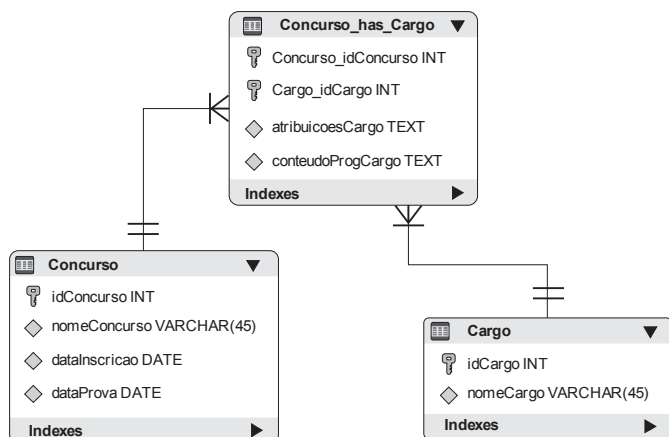 Concurso_has_Cargo
Concurso_idConcurso INT
Cargo_idCargo INT
atribuicoesCargo TEXT
conteudoProgCargo TEXT
Indexes
Concurso
idConcurso INT
nomeConcurso VARCHAR(45)
dataInscricao DATE
dataProva DATE
Indexes
Cargo
idCargo INT
nomeCargo VARCHAR(45)
Indexes